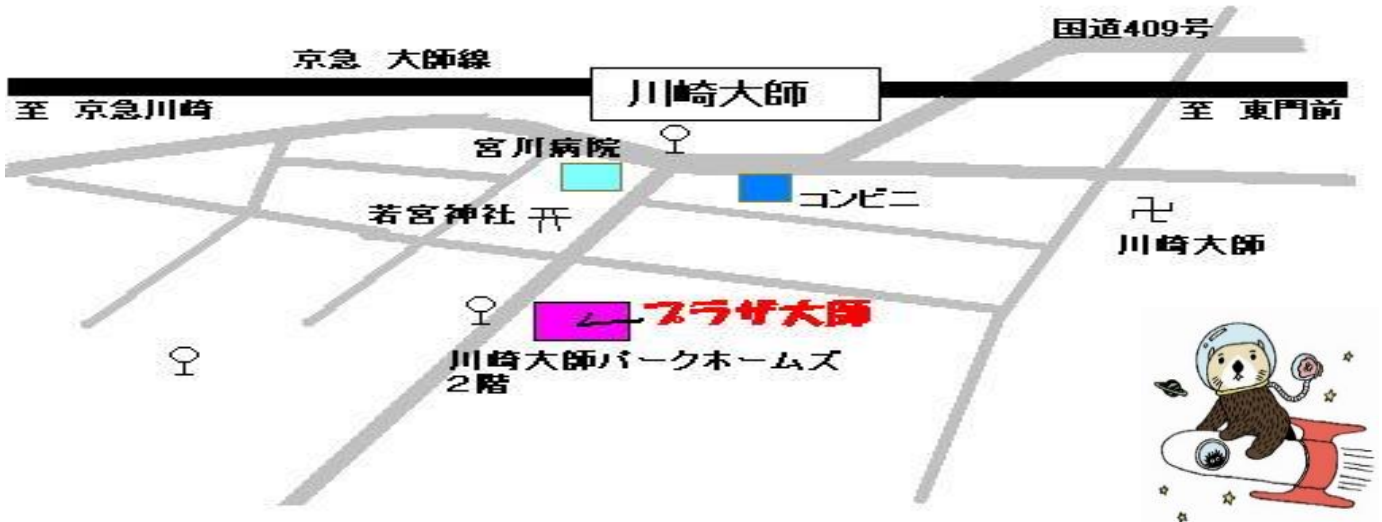 国道409号
京急 大師線
川崎大師
至 京急川崎
至 東門前
宮川病院
コンビニ
若宮神社
川崎大師
プラザ大師
川崎大師パークホームズ
2階